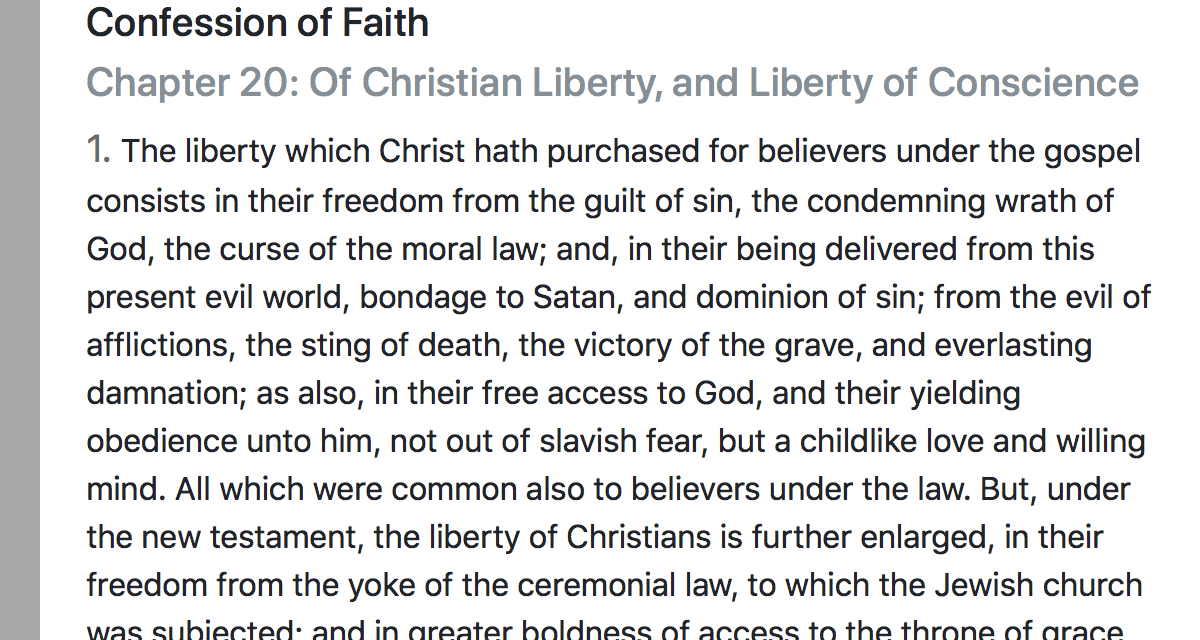 Confession of Faith
Chapter 20: Of Christian Liberty, and Liberty of Conscience
1. The liberty which Christ hath purchased for believers under the gospel
consists in their freedom from the guilt of sin, the condemning wrath of
God, the curse of the moral law; and, in their being delivered from this
present evil world, bondage to Satan, and dominion of sin; from the evil of
afflictions, the sting of death, the victory of the grave, and everlasting
damnation; as also, in their free access to God, and their yielding
obedience unto him, not out of slavish fear, but a childlike love and willing
mind. All which were common also to believers under the law. But, under
the new testament, the liberty of Christians is further enlarged, in their
freedom from the yoke of the ceremonial law, to which the Jewish church
was subjected; and in greater boldness of access to the throne of grace,